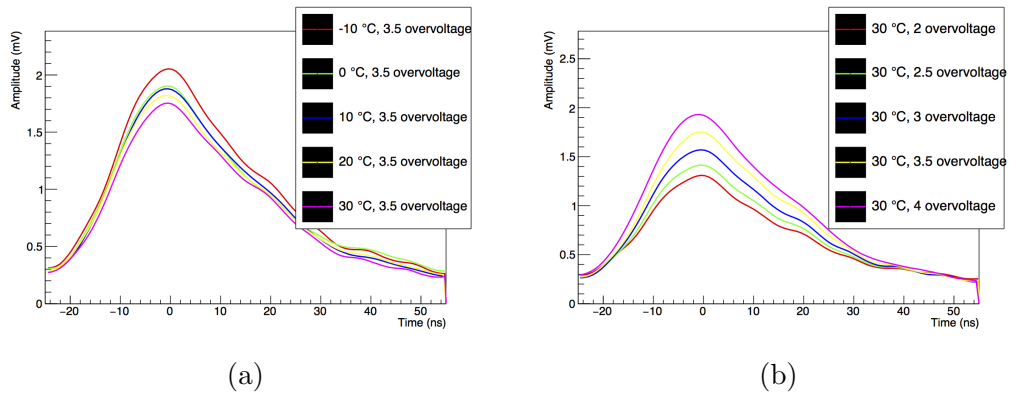 Amplitude (mV)
2
1.5
1
0.5
0
−20 −10 0 10 20 30 40 50
Time (ns)
-10 °C, 3.5 overvoltage
0 °C, 3.5 overvoltage
10 °C, 3.5 overvoltage
20 °C, 3.5 overvoltage
30 °C, 3.5 overvoltage
(a)
Amplitude (mV)
2.5
2
1.5
1
0.5
0
−20 −10 0 10 20 30 40 50
Time (ns)
30 °C, 2 overvoltage
30 °C, 2.5 overvoltage
30 °C, 3 overvoltage
30 °C, 3.5 overvoltage
30 °C, 4 overvoltage
(b)